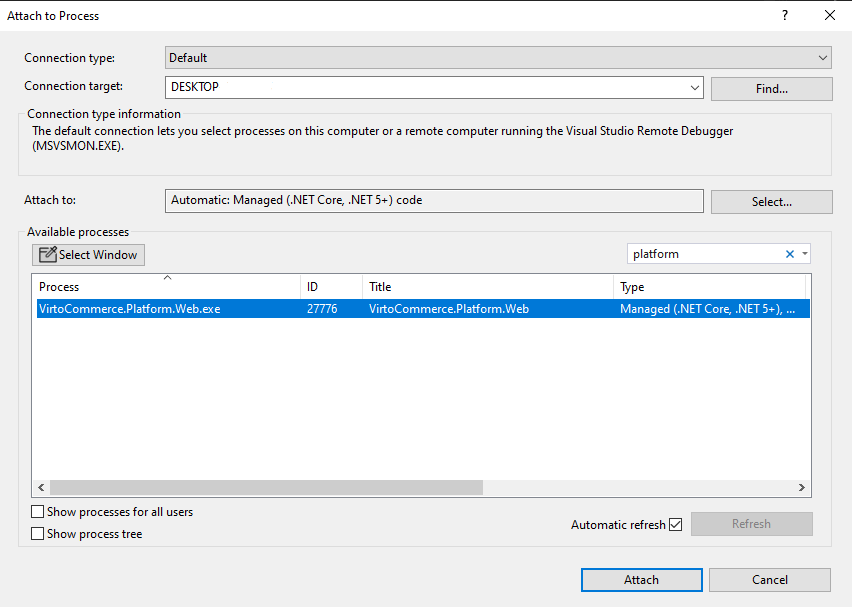 Attach to Process
?
Connection type:
Default
Connection target:
DESKTOP
Find...
Connection type information
The default connection lets you select processes on this computer or a remote computer running the Visual Studio Remote Debugger
(MSVSMON.EXE).
Attach to:
Automatic: Managed (.NET Core, .NET 5+) code
Select...
Available processes
Select Window
platform
Process ID Title Type
VirtoCommerce.Platform.Web.exe 27776 VirtoCommerce.Platform.Web Managed (.NET Core, .NET 5+), ...
Show processes for all users
Show process tree
Automatic refresh
Refresh
Attach
Cancel